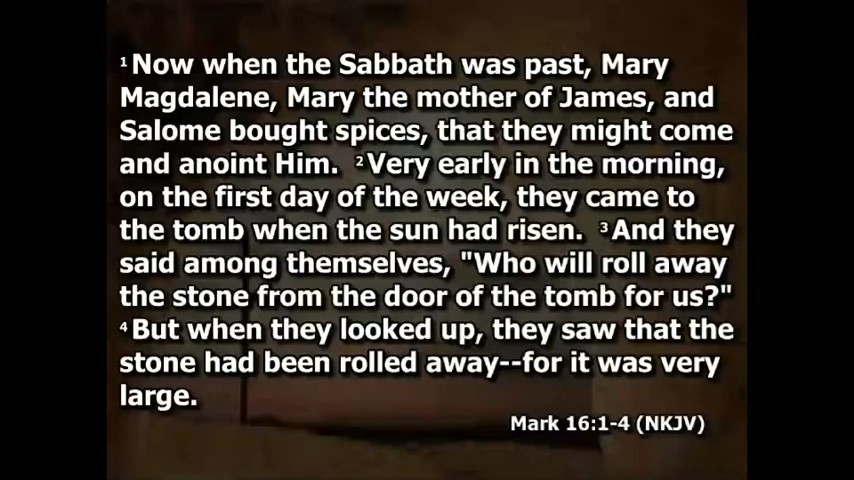 ¹Now when the Sabbath was past, Mary
Magdalene, Mary the mother of James, and
Salome bought spices, that they might come
and anoint Him. ²Very early in the morning,
on the first day of the week, they came to
the tomb when the sun had risen. ³And they
said among themselves, "Who will roll away
the stone from the door of the tomb for us?"
⁴But when they looked up, they saw that the
stone had been rolled away--for it was very
large.
Mark 16:1-4 (NKJV)